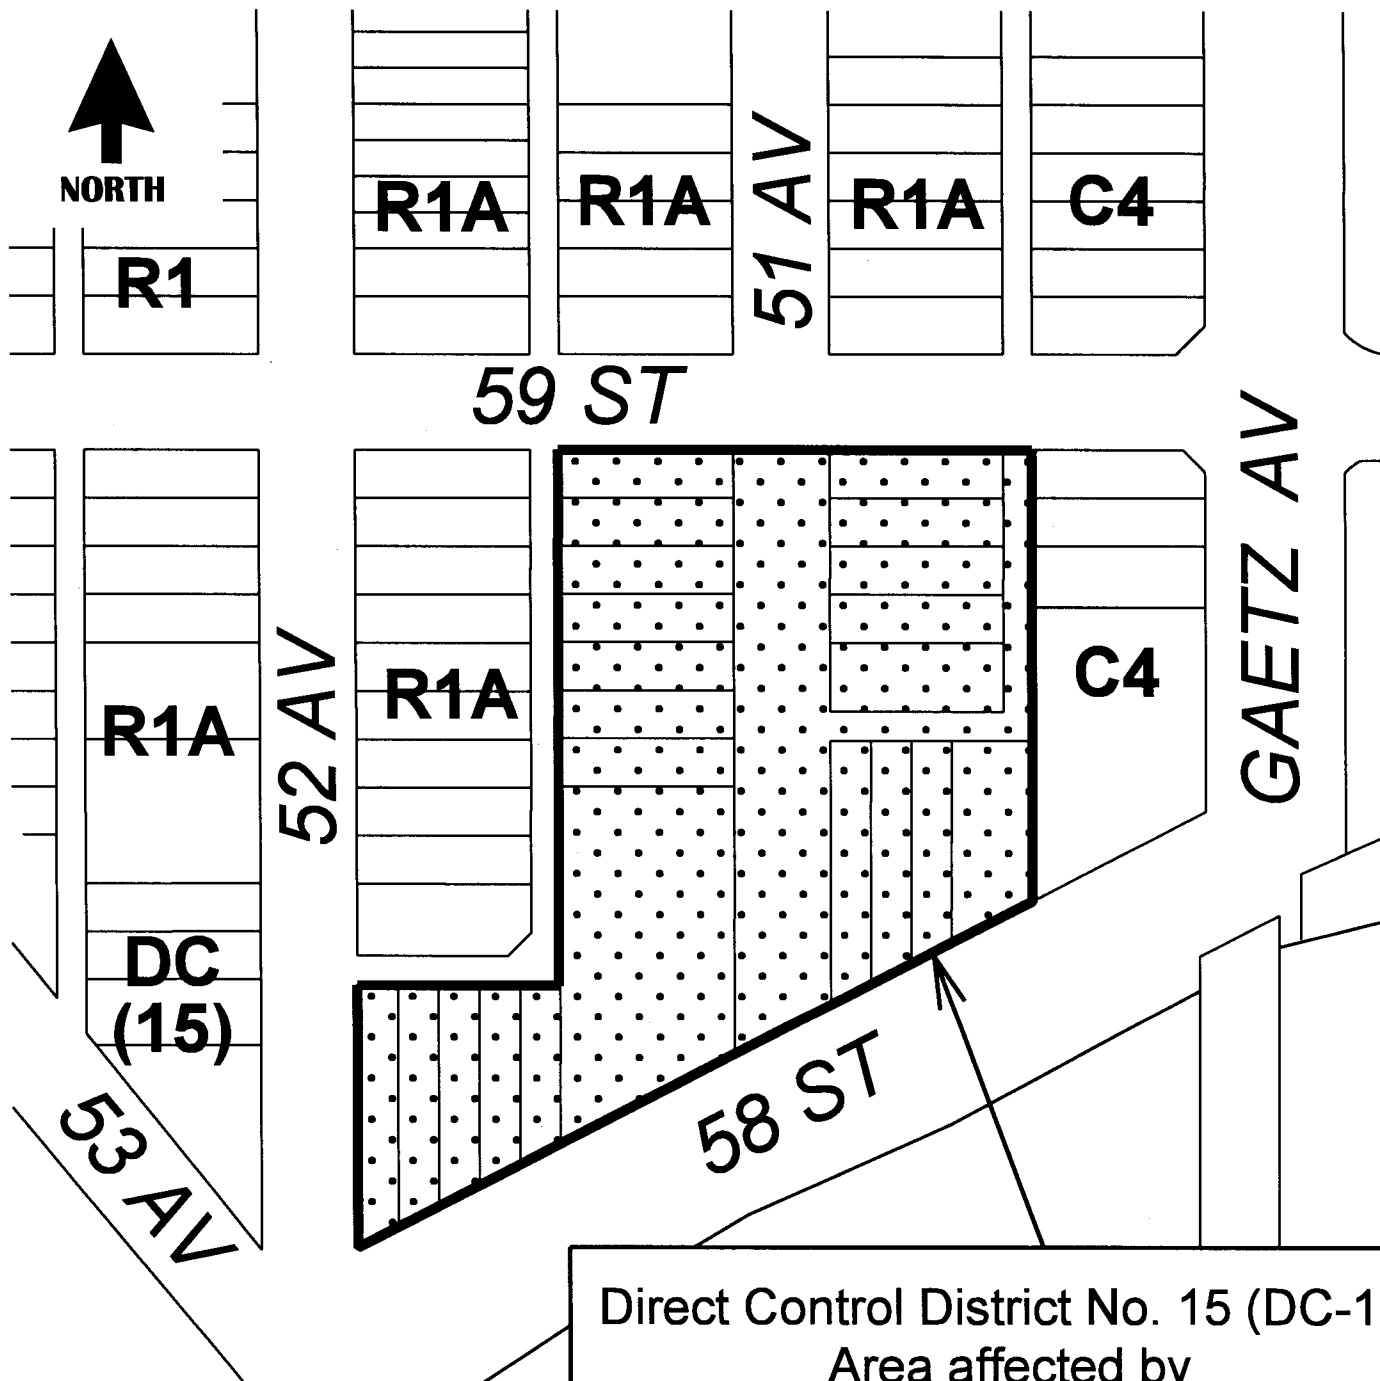 NORTH
R1
R1A
R1A
51 AV
R1A
C4
59 ST
GAETZ AV
R1A
52 AV
R1A
C4
DC
(15)
53 AV
58 ST
Direct Control District No. 15 (DC-1
Area affected by